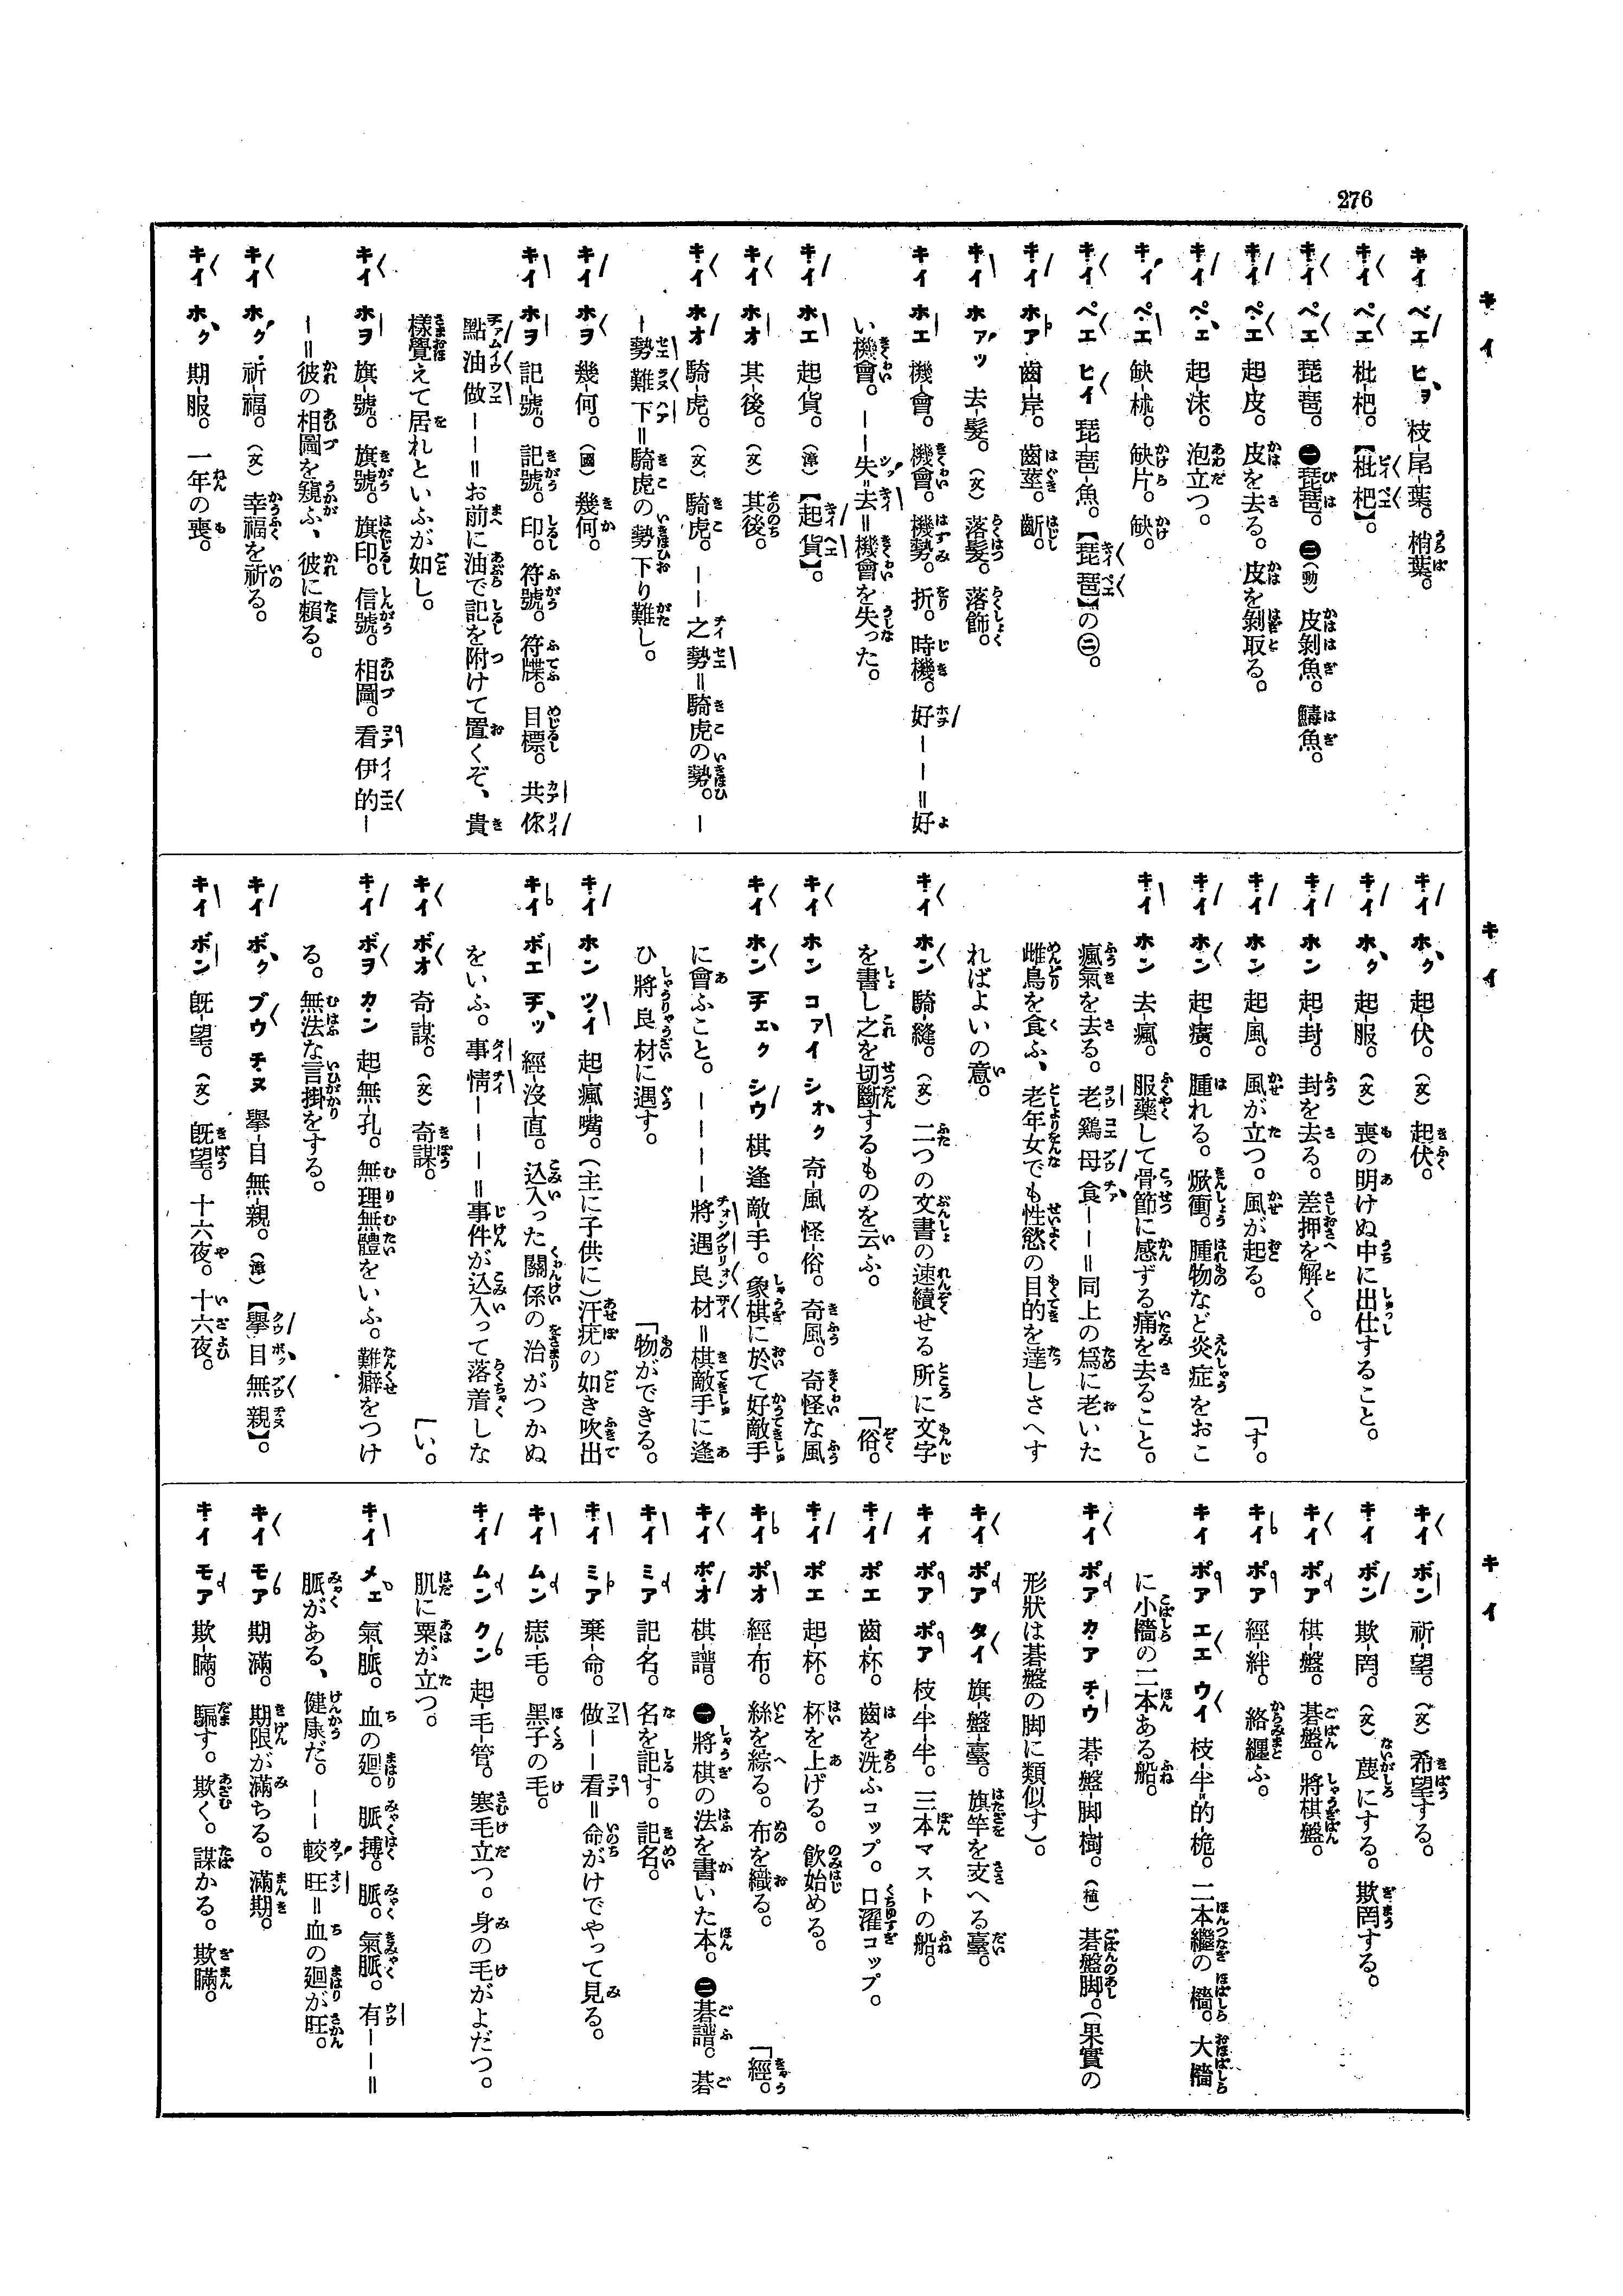 276
キイ
キイ ベエ ヒヲ 枝-尾-葉。梢葉。
キイ ペエ 枇-杷。【枇杷】。
キイ ペエ 琵-琶。㊀琵琶。㊁(動) 皮剝魚。鯖魚。
キイ ペエ 起-皮。皮を去る。皮を剝取る。
キイ ペエ 起-沫。泡立つ。
キイ ペエ 缺-柹。缺片。缺。
キイ ペエ ヒイ 琵-琶-魚。【琵琶】の㊁。
キイ ホア 齒-岸。齒莖。齗。
キイ ホァッ 去-髮。(文) 落髮。落飾。
キイ ホエ 機-會。機會。機勢。折。時機。好――=好
い機會。――失=去=機會を失った。
キイ ホエ 起-貨。(漳)【起貨】。
キイ ホオ 其-後。(文) 其後。
キイ ホオ 騎-虎。(文) 騎虎。――之勢=騎虎の勢。―
―勢難下=騎虎の勢下り難し。
キイ ホヲ 幾-何。(國) 幾何。
キイ ホヲ 記-號。記號。印。符號。符牒。目標。共你
點油做――=お前に油で記を附けて置くぞ、貴
樣覺えて居れといふが如し。
キイ ホヲ 旗-號。旗號。旗印。信號。相圖。看伊的―
―=彼の相圖を窺ふ、彼に賴る。
キイ ホク 祈-福。(文) 幸福を祈る。
キイ ホク 期-服。一年の喪。
キイ
キイ ホク 起-伏。(文) 起伏。
キイ ホク 起-服。(文) 喪の明けぬ中に出仕すること。
キイ ホン 起-封。封を去る。差押を解く。
キイ ホン 起-風。風が立つ。風が起る。「す。
キイ ホン 起-癀。腫れる。焮衝。腫物など炎症をおこ
キイ ホン 去-瘋。服藥して骨節に感ずる痛を去ること。
瘋氣を去る。老鷄母食――=同上の爲に老いた
雌鳥を食ふ、老年女でも性慾の目的を達しさへす
ればよいの意。
キイ ホン 騎-縫。(文) 二つの文書の速續せる所に文字
を書し之を切斷するものを云ふ。「俗。
キイ ホン コァイ シォク 奇-風怪-俗。奇風。奇怪な風
キイ ホン チェク シウ 棋逢敵-手。象棋に於て好敵手
に會ふこと。――――將遇良材=棋敵手に逢
ひ將良材に遇す。「物ができる。
キイ ホン ツイ 起-瘋-嘴。(主に子供に)汗疣の如き吹出
キイ ボエ チッ 經-沒-直。込入った關係の治がつかぬ
をいふ。事情―――=事件が込入って落着しな
キイ ボオ 奇-謀。(文) 奇謀。「い。
キイ ボヲ カン 起-無-孔。無理無體をいふ。難癖をつけ
る。無法な言掛をする。
キイ ボク ブウ チヌ 擧-目無-親。(漳)【擧目無親】。
キイ ボン 旣-望。(文) 旣望。十六夜。十六夜。
キイ
キイ ボン 祈-望。(文) 希望する。
キイ ボン 欺-罔。(文) 蔑にする。欺罔する。
キイ ポア 棋-盤。碁盤。將棋盤。
キイ ポア 經-絆。絡纒ふ。
キイ ポア エエ ウイ 枝-半-的-桅。二本繼の檣。大檣
に小檣の二本ある船。
キイ ポア カア チウ 碁-盤-脚-樹。(植) 碁盤脚。(果實の
形狀は碁盤の脚に類似す)。
キイ ポア タイ 旗-盤-臺。旗竿を支へる臺。
キイ ポア ポア 枝-半-半。三本マストの船。
キイ ポエ 齒-杯。齒を洗ふコップ。口濯コップ。
キイ ポエ 起-杯。杯を上げる。飮始める。
キイ ポオ 經-布。絲を綜る。布を織る。「經。
キイ ポオ 棋-譜。㊀將棋の法を書いた本。㊁碁譜。碁
キイ ミア 記-名。名を記す。記名。
キイ ミア 棄-命。做――看=命がけでやって見る。
キイ ムン 痣-毛。黑子の毛。
キイ ムン クン 起-毛-管。寒毛立つ。身の毛がよだつ。
肌に粟が立つ。
キイ メェ 氣-脈。血の廻。脈搏。脈。氣脈。有――=
脈がある、健康だ。――較旺=血の廻が旺。
キイ モア 期-滿。期限が滿ちる。滿期。
キイ モア 欺-瞞。騙す。欺く。謀かる。欺瞞。